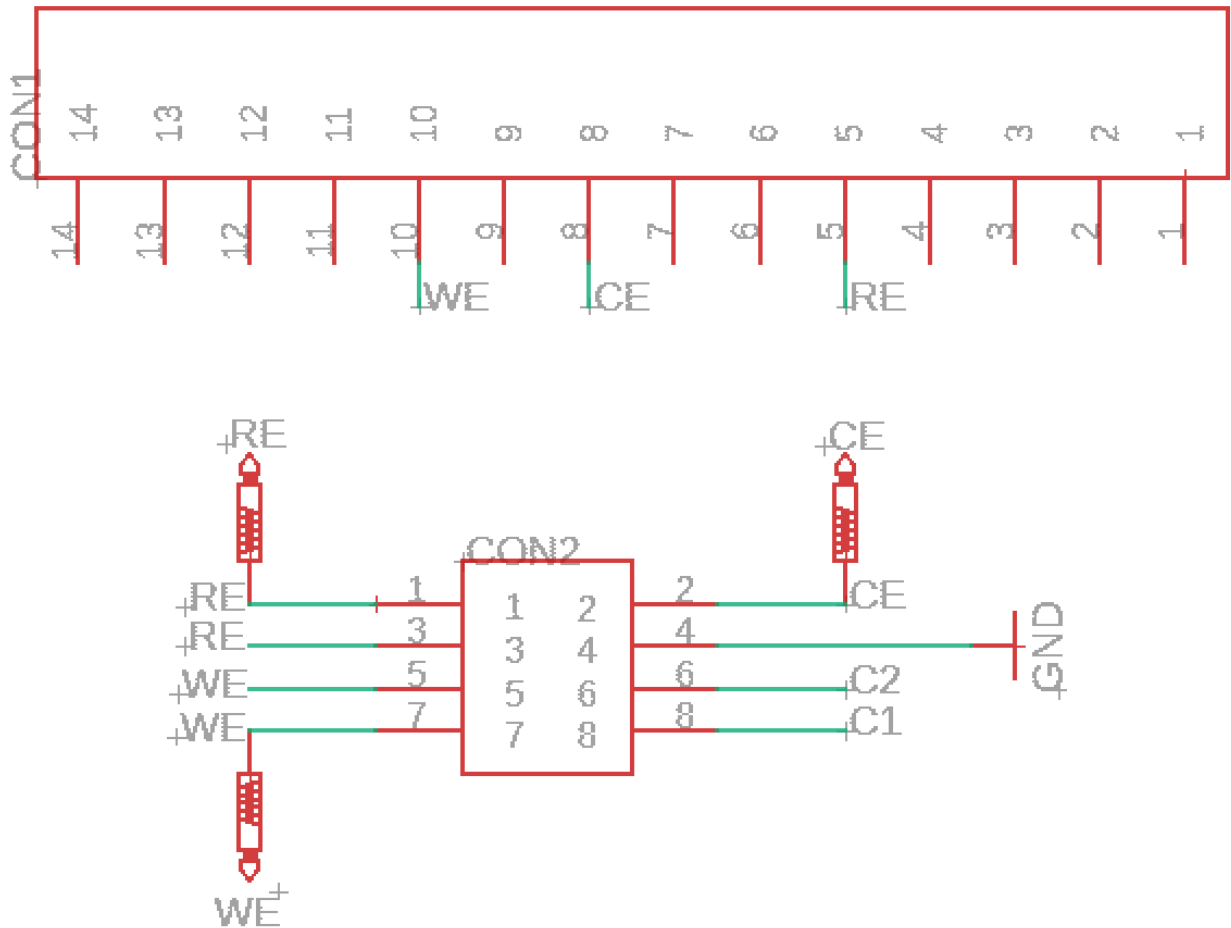 CON1
14 13 12 11 10 9 8 7 6 5 4 3 2 1
14 13 12 11 10 9 8 7 6 5 4 3 2 1
WE CE RE
RE CE
CON2
RE 1 1 2 2 CE
RE 3 3 4 4 GND
WE 5 5 6 6 C2
WE 7 7 8 8 C1
WE